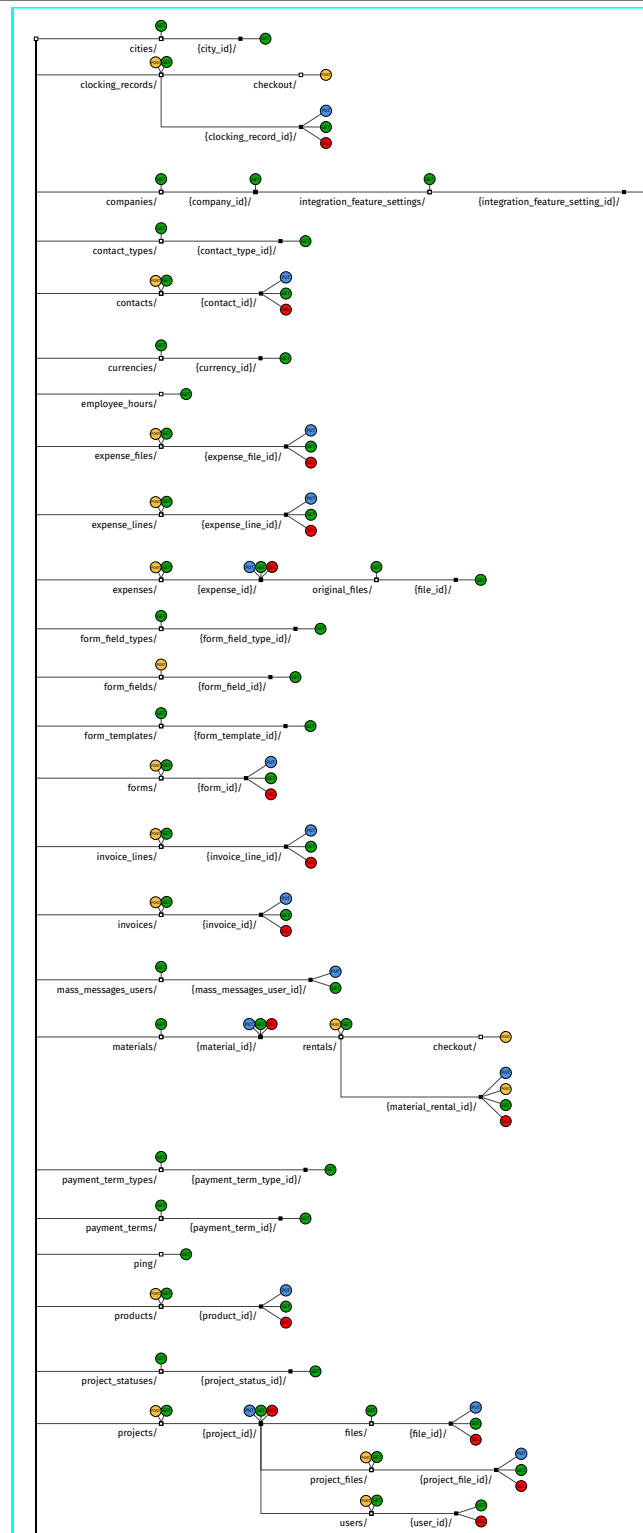 cities/ {city_id}/
clocking_records/ checkout/
{clocking_record_id}/
companies/ {company_id}/ integration_feature_settings/ {integration_feature_setting_id}/
contact_types/ {contact_type_id}/
contacts/ {contact_id}/
currencies/ {currency_id}/
employee_hours/
expense_files/ {expense_file_id}/
expense_lines/ {expense_line_id}/
expenses/ {expense_id}/ original_files/ {file_id}/
form_field_types/ {form_field_type_id}/
form_fields/ {form_field_id}/
form_templates/ {form_template_id}/
forms/ {form_id}/
invoice_lines/ {invoice_line_id}/
invoices/ {invoice_id}/
mass_messages_users/ {mass_messages_user_id}/
materials/ {material_id}/ rentals/ checkout/
{material_rental_id}/
payment_term_types/ {payment_term_type_id}/
payment_terms/ {payment_term_id}/
ping/
products/ {product_id}/
project_statuses/ {project_status_id}/
projects/ {project_id}/ files/ {file_id}/
project_files/ {project_file_id}/
users/ {user_id}/